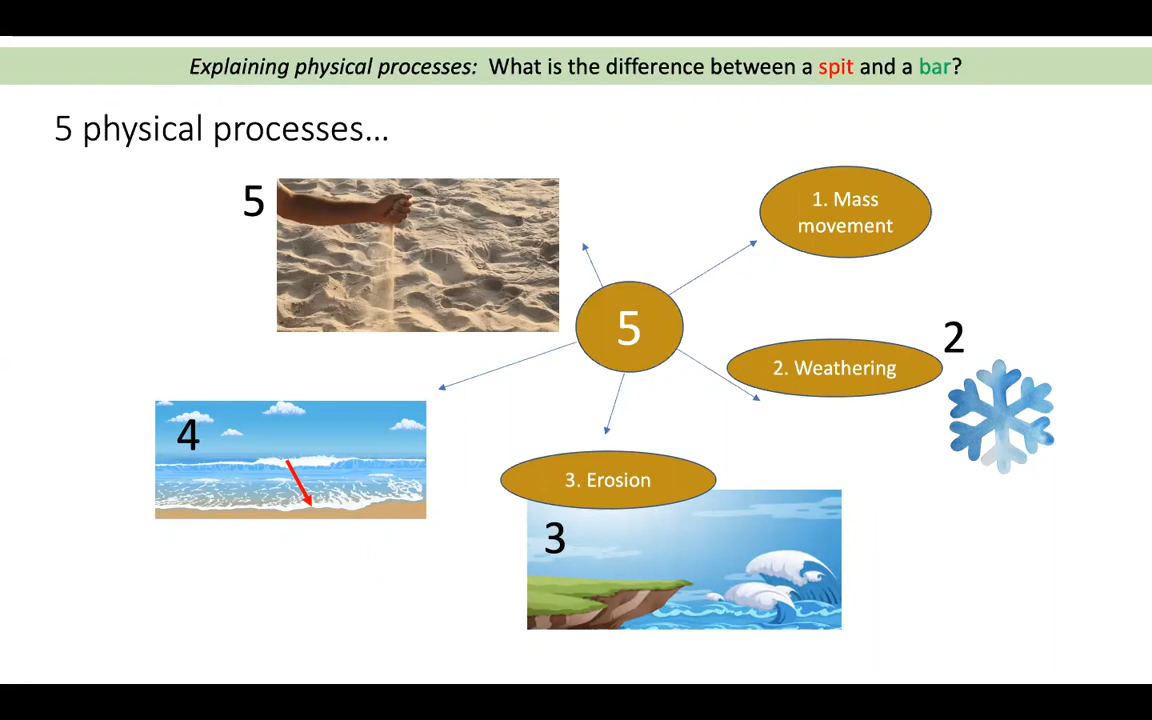 Explaining physical processes: What is the difference between a spit and a bar?
5 physical processes...
5
1. Mass
movement
5
2
2. Weathering
4
3. Erosion
3